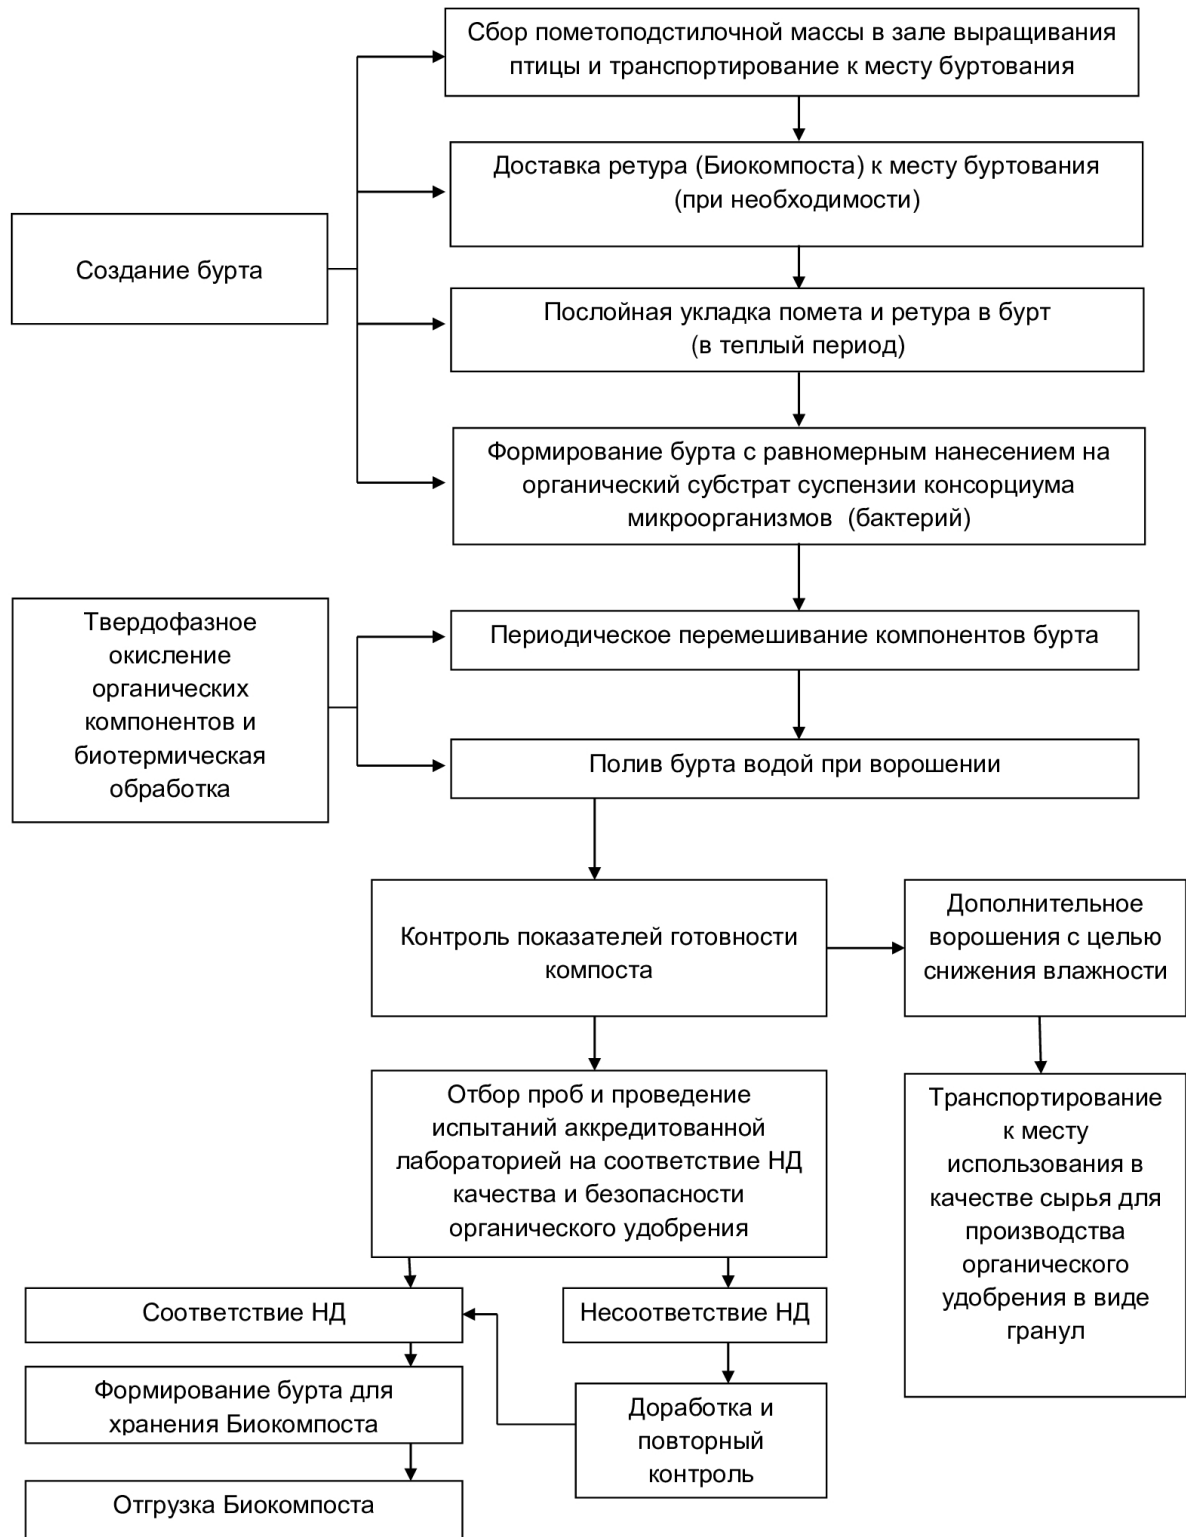 Сбор пометоподстилочной массы в зале выращивания
птицы и транспортирование к месту буртования
Доставка ретура (Биокомпоста) к месту буртования
(при необходимости)
Создание бурта
Послойная укладка помета и ретура в бурт
(в теплый период)
Формирование бурта с равномерным нанесением на
органический субстрат суспензии консорциума
микроорганизмов (бактерий)
Твердофазное
окисление
органических
компонентов и
биотермическая
обработка
Периодическое перемешивание компонентов бурта
Полив бурта водой при ворошении
Контроль показателей готовности
компоста
Дополнительное
ворошения с целью
снижения влажности
Отбор проб и проведение
испытаний аккредитованной
лабораторией на соответствие НД
качества и безопасности
органического удобрения
Транспортирование
к месту
использования в
качестве сырья для
производства
органического
удобрения в виде
гранул
Соответствие НД
Несоответствие НД
Формирование бурта для
хранения Биокомпоста
Доработка и
повторный
контроль
Отгрузка Биокомпоста